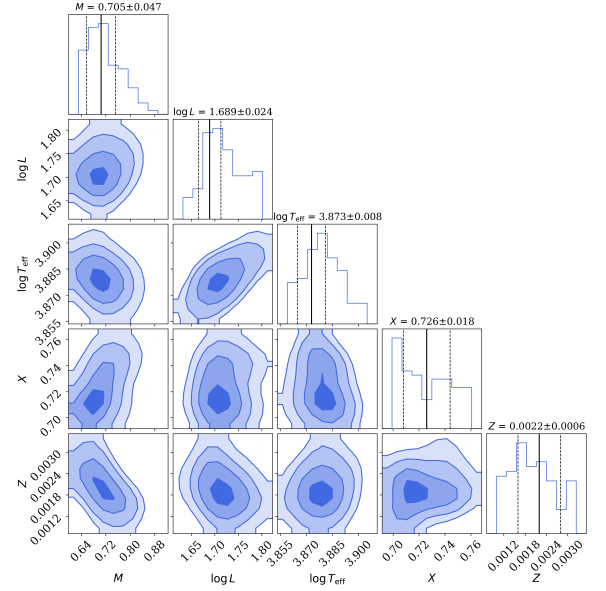 M = 0.705±0.047
log L = 1.689±0.024
log T_eff = 3.873±0.008
X = 0.726±0.018
Z = 0.0022±0.0006
log L
1.80
1.75
1.70
1.65
log T_eff
3.900
3.885
3.870
3.855
X
0.76
0.74
0.72
0.70
Z
0.0030
0.0024
0.0018
0.0012
0.64 0.72 0.80 0.88
1.65 1.70 1.75 1.80
3.855 3.870 3.885 3.900
0.70 0.72 0.74 0.76
0.0012 0.0018 0.0024 0.0030
M log L log T_eff X Z